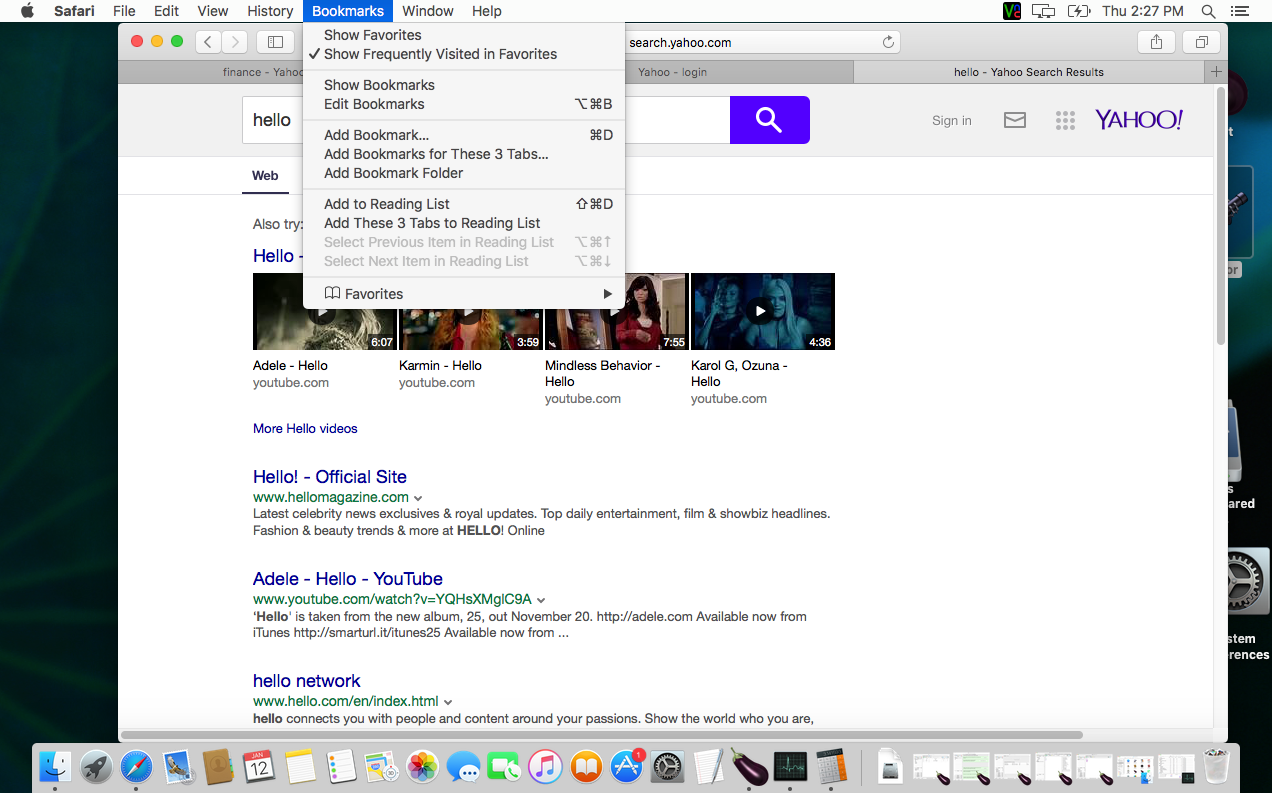 Safari File Edit View History Bookmarks Window Help Thu 2:27 PM
Show Favorites
✓ Show Frequently Visited in Favorites
Show Bookmarks
Edit Bookmarks ⌥⌘B
Add Bookmark... ⌘D
Add Bookmarks for These 3 Tabs...
Add Bookmark Folder
Add to Reading List ⇧⌘D
Add These 3 Tabs to Reading List
Select Previous Item in Reading List ⌥⌘↑
Select Next Item in Reading List ⌥⌘↓
Favorites
search.yahoo.com
finance - Yahoo
Yahoo - login
hello - Yahoo Search Results
hello
Sign in
YAHOO!
Web
Also try:
Hello -
6:07
3:59
7:55
4:36
Adele - Hello
youtube.com
Karmin - Hello
youtube.com
Mindless Behavior -
Hello
youtube.com
Karol G, Ozuna -
Hello
youtube.com
More Hello videos
Hello! - Official Site
www.hellomagazine.com
Latest celebrity news exclusives & royal updates. Top daily entertainment, film & showbiz headlines.
Fashion & beauty trends & more at HELLO! Online
Adele - Hello - YouTube
www.youtube.com/watch?v=YQHsXMglC9A
'Hello' is taken from the new album, 25, out November 20. http://adele.com Available now from
iTunes http://smarturl.it/itunes25 Available now from ...
hello network
www.hello.com/en/index.html
hello connects you with people and content around your passions. Show the world who you are,
t
or
s
ared
stem
rences
JAN
12
1